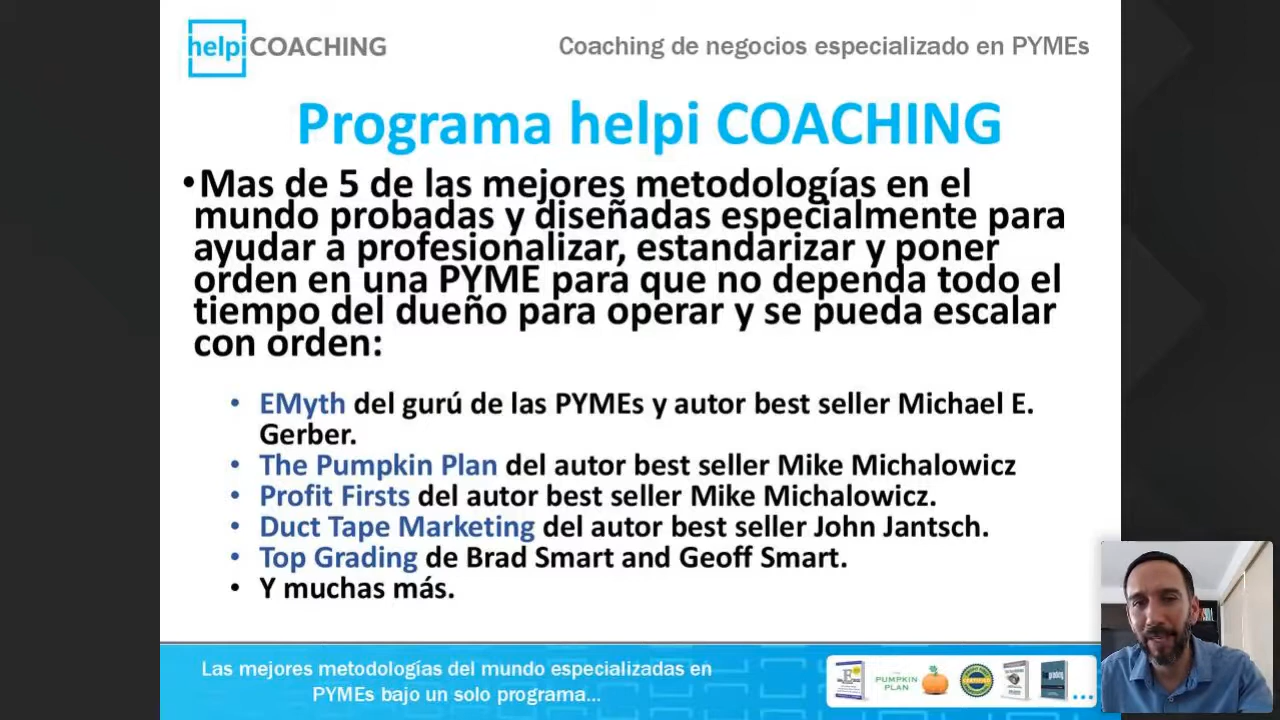 helpi COACHING
Coaching de negocios especializado en PYMEs
Programa helpi COACHING
•Mas de 5 de las mejores metodologías en el
mundo probadas y diseñadas especialmente para
ayudar a profesionalizar, estandarizar y poner
orden en una PYME para que no dependa todo el
tiempo del dueño para operar y se pueda escalar
con orden:
• EMyth del gurú de las PYMEs y autor best seller Michael E.
Gerber.
• The Pumpkin Plan del autor best seller Mike Michalowicz
• Profit Firsts del autor best seller Mike Michalowicz.
• Duct Tape Marketing del autor best seller John Jantsch.
• Top Grading de Brad Smart and Geoff Smart.
• Y muchas más.
Las mejores metodologías del mundo especializadas en
PYMEs bajo un solo programa...
PUMPKIN
PLAN
...